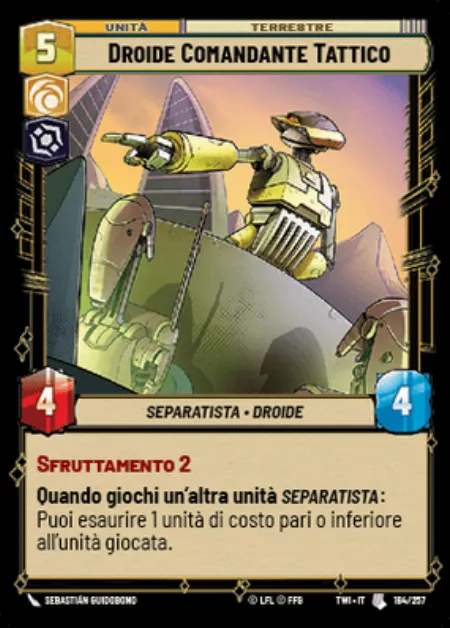 5
UNITÀ
TERRESTRE
DROIDE COMANDANTE TATTICO
4
SEPARATISTA • DROIDE
4
SFRUTTAMENTO 2
Quando giochi un'altra unità SEPARATISTA:
Puoi esaurire 1 unità di costo pari o inferiore
all'unità giocata.
SEBASTIÁN GUIDOBONO
© LFL ℗ FFG
TWI • IT
184/257